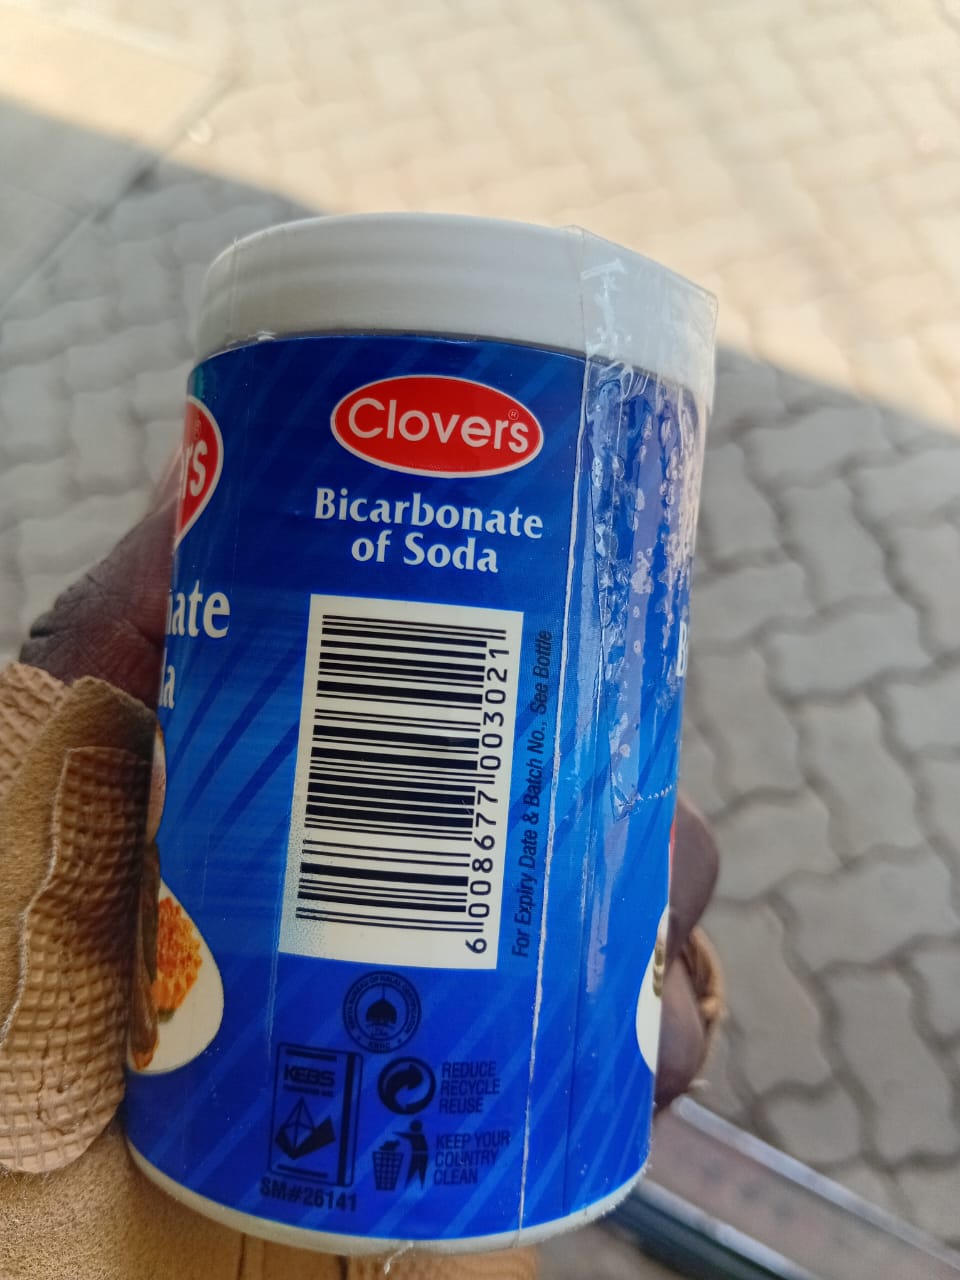 Clovers®
Bicarbonate
of Soda
6 008677 003021
For Expiry Date & Batch No., See Bottle
KEBS
SM#26141
REDUCE
RECYCLE
REUSE
KEEP YOUR
COUNTRY
CLEAN